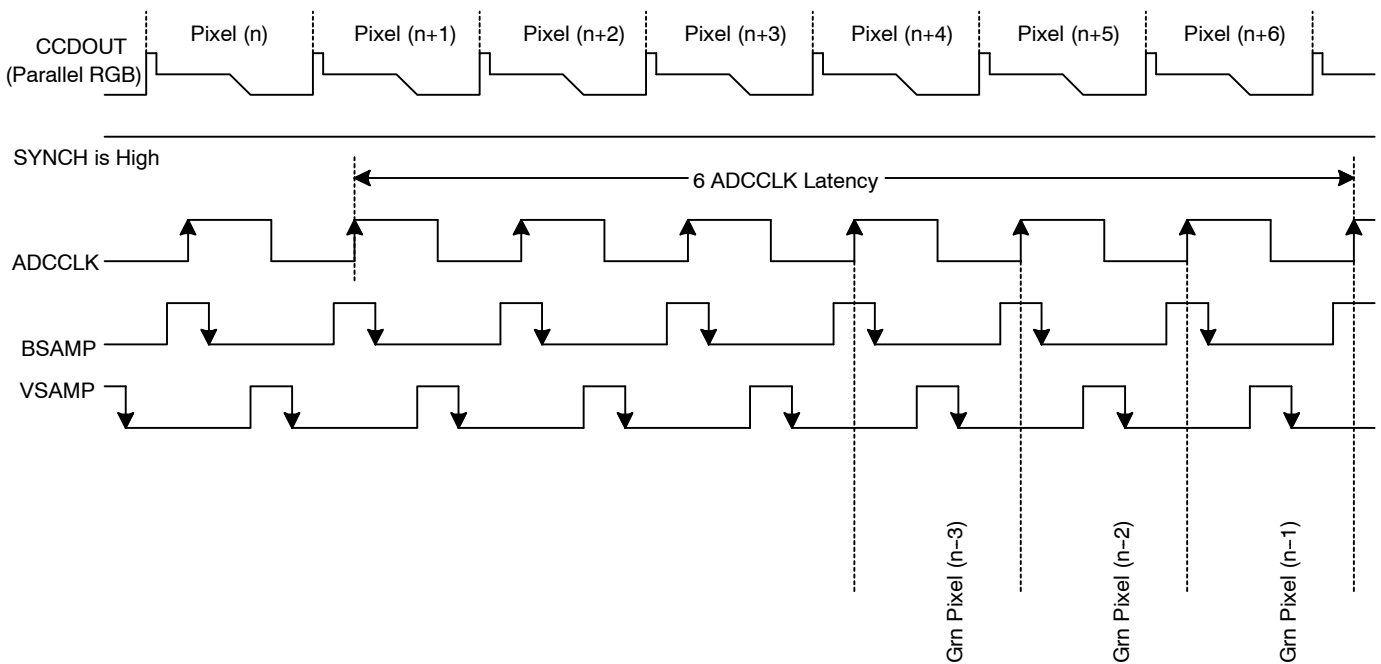 CCDOUT
(Parallel RGB)
Pixel (n)
Pixel (n+1)
Pixel (n+2)
Pixel (n+3)
Pixel (n+4)
Pixel (n+5)
Pixel (n+6)
SYNCH is High
6 ADCCLK Latency
ADCCLK
BSAMP
VSAMP
Grn Pixel (n−3)
Grn Pixel (n−2)
Grn Pixel (n−1)